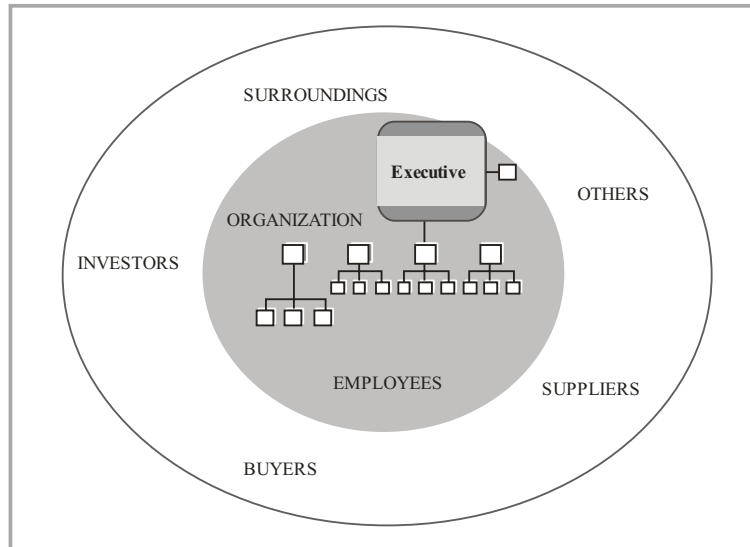 SURROUNDINGS
Executive
OTHERS
ORGANIZATION
INVESTORS
EMPLOYEES
SUPPLIERS
BUYERS